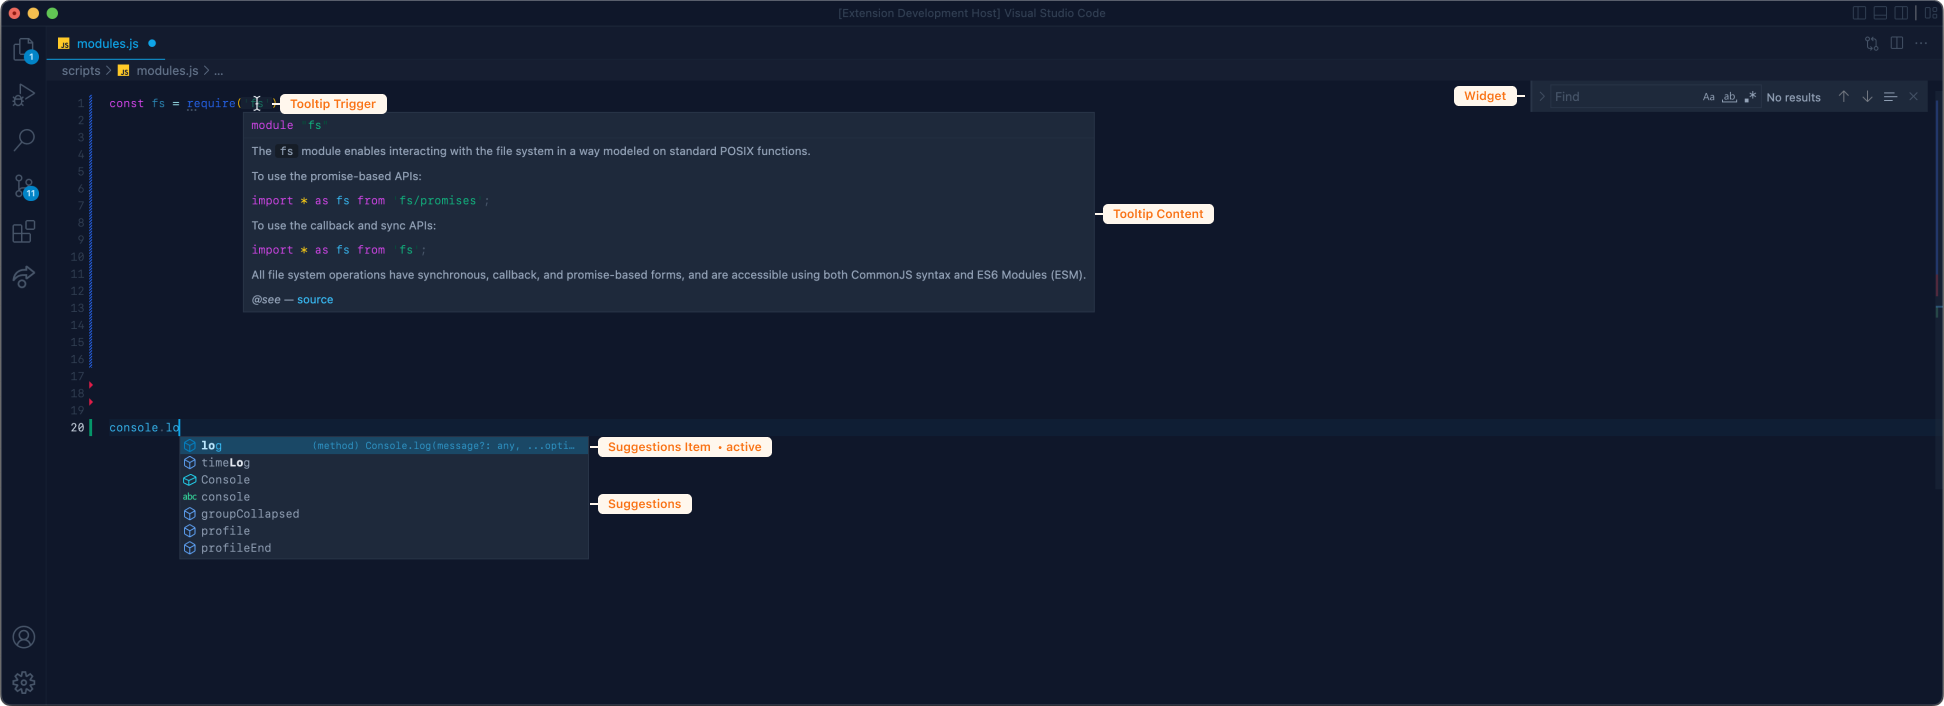 [Extension Development Host] Visual Studio Code
1
JS modules.js
scripts > JS modules.js > ...
1 const fs = require( fs ) Tooltip Trigger
Widget
> Find Aa ab .* No results
module "fs"
The fs module enables interacting with the file system in a way modeled on standard POSIX functions.
To use the promise-based APIs:
import * as fs from 'fs/promises';
Tooltip Content
To use the callback and sync APIs:
import * as fs from 'fs';
All file system operations have synchronous, callback, and promise-based forms, and are accessible using both CommonJS syntax and ES6 Modules (ESM).
@see — source
2
3
4
5
6
7
8
9
10
11
12
13
14
15
16
17
18
19
11
20 console.lo
log (method) Console.log(message?: any, ...opti…
Suggestions Item • active
timeLog
Console
abc console
Suggestions
groupCollapsed
profile
profileEnd